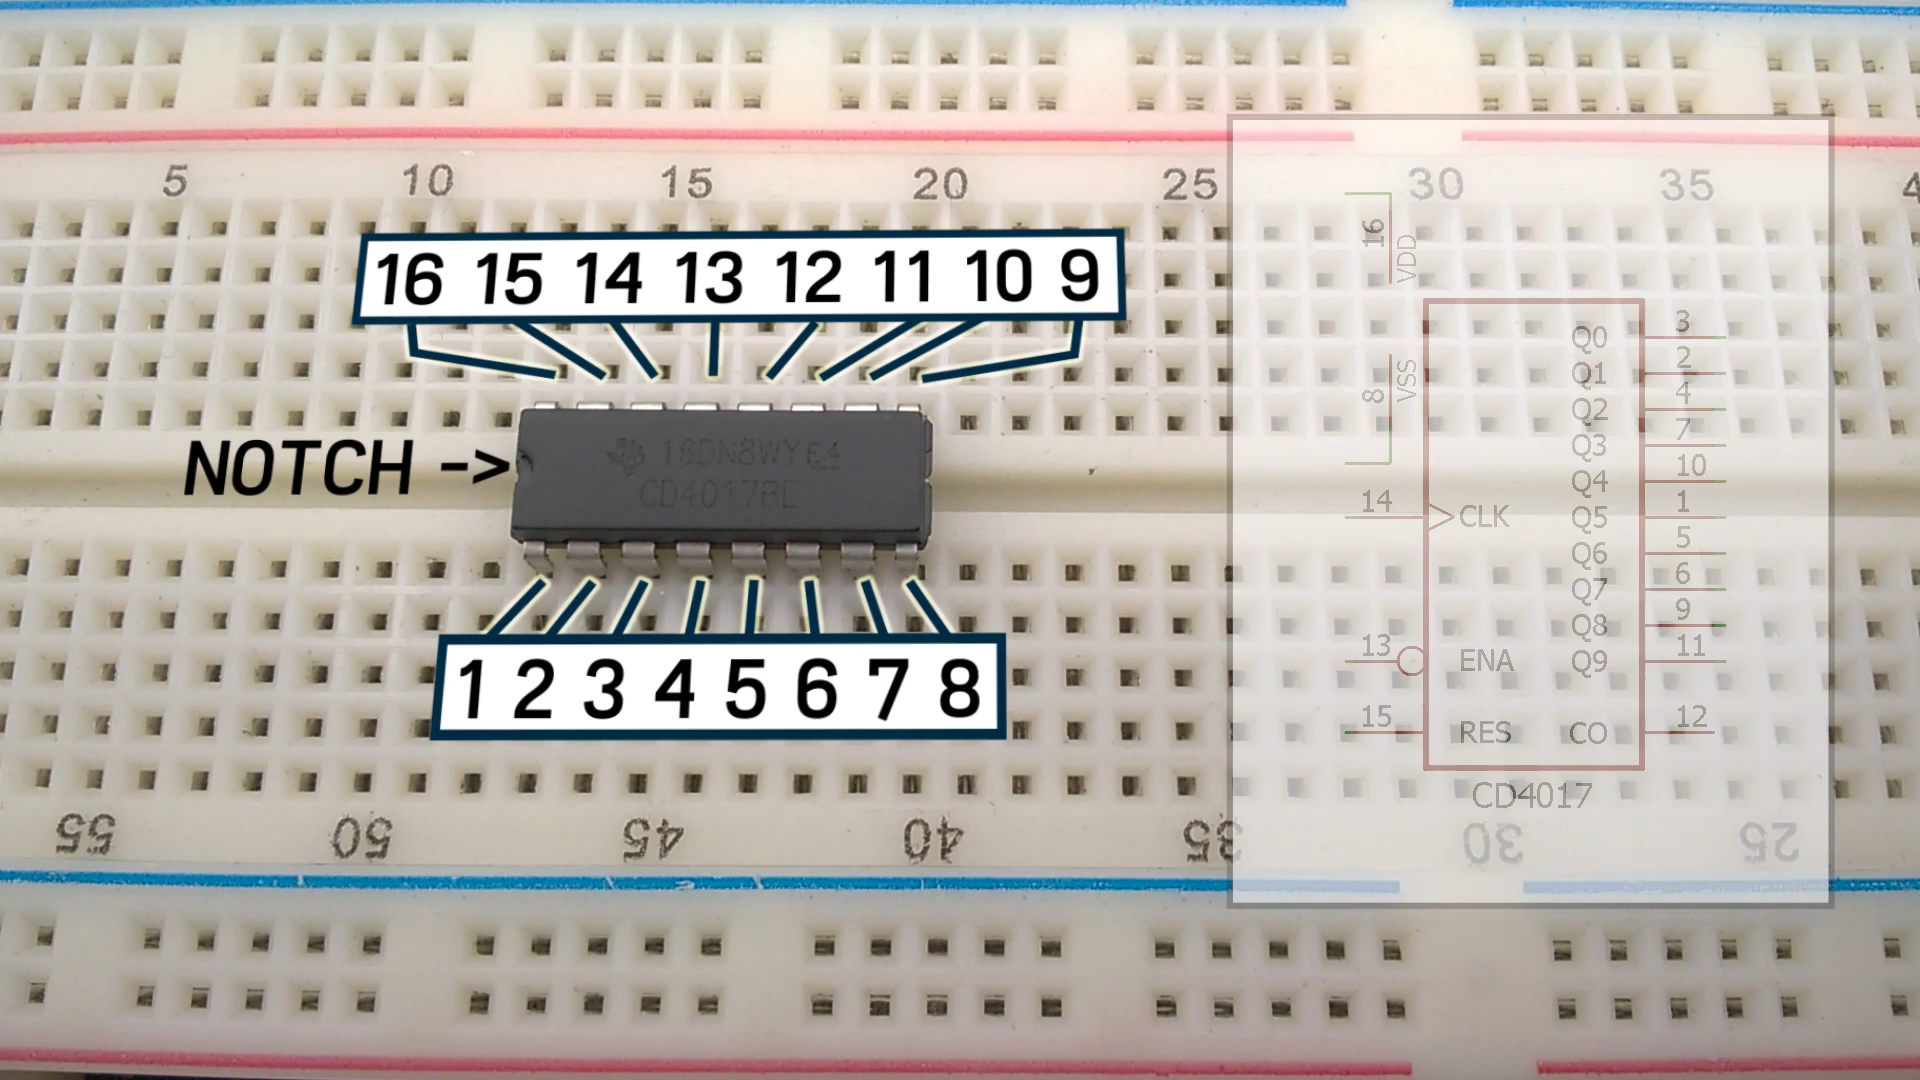 5 10 15 20 25 30 35
16 15 14 13 12 11 10 9
NOTCH ->
16DN8WY E4
CD4017BE
1 2 3 4 5 6 7 8
55 50 45 40 35 30 25
16 VDD
8 VSS
14 CLK
13 ENA
15 RES
Q0 3
Q1 2
Q2 4
Q3 7
Q4 10
Q5 1
Q6 5
Q7 6
Q8 9
Q9 11
CO 12
CD4017